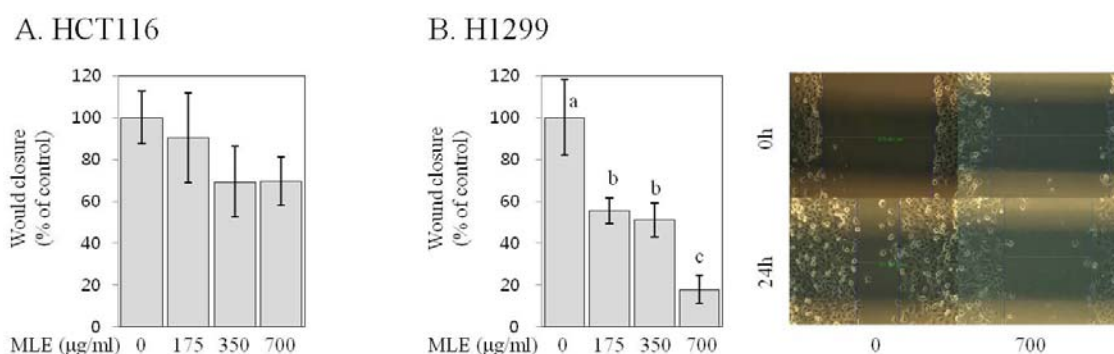 A. HCT116
Would closure
(% of control)
120
100
80
60
40
20
0
MLE (µg/ml) 0 175 350 700
B. H1299
Wound closure
(% of control)
120
100
80
60
40
20
0
a
b
b
c
MLE (µg/ml) 0 175 350 700
0h
24h
0 700